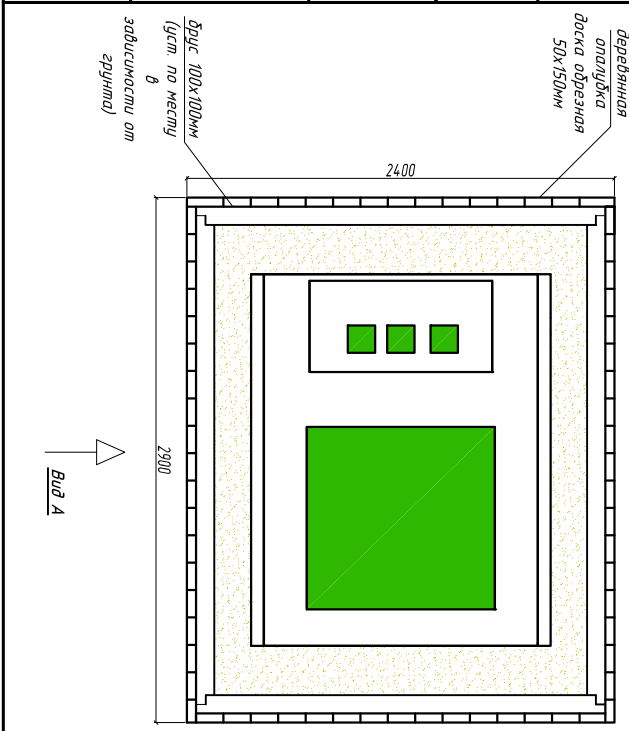 деревянная
опалубка
доска обрезная
50х150мм
брус 100х100мм
(уст. по месту
в
зависимости от
грунта)
2400
2900
Вид А